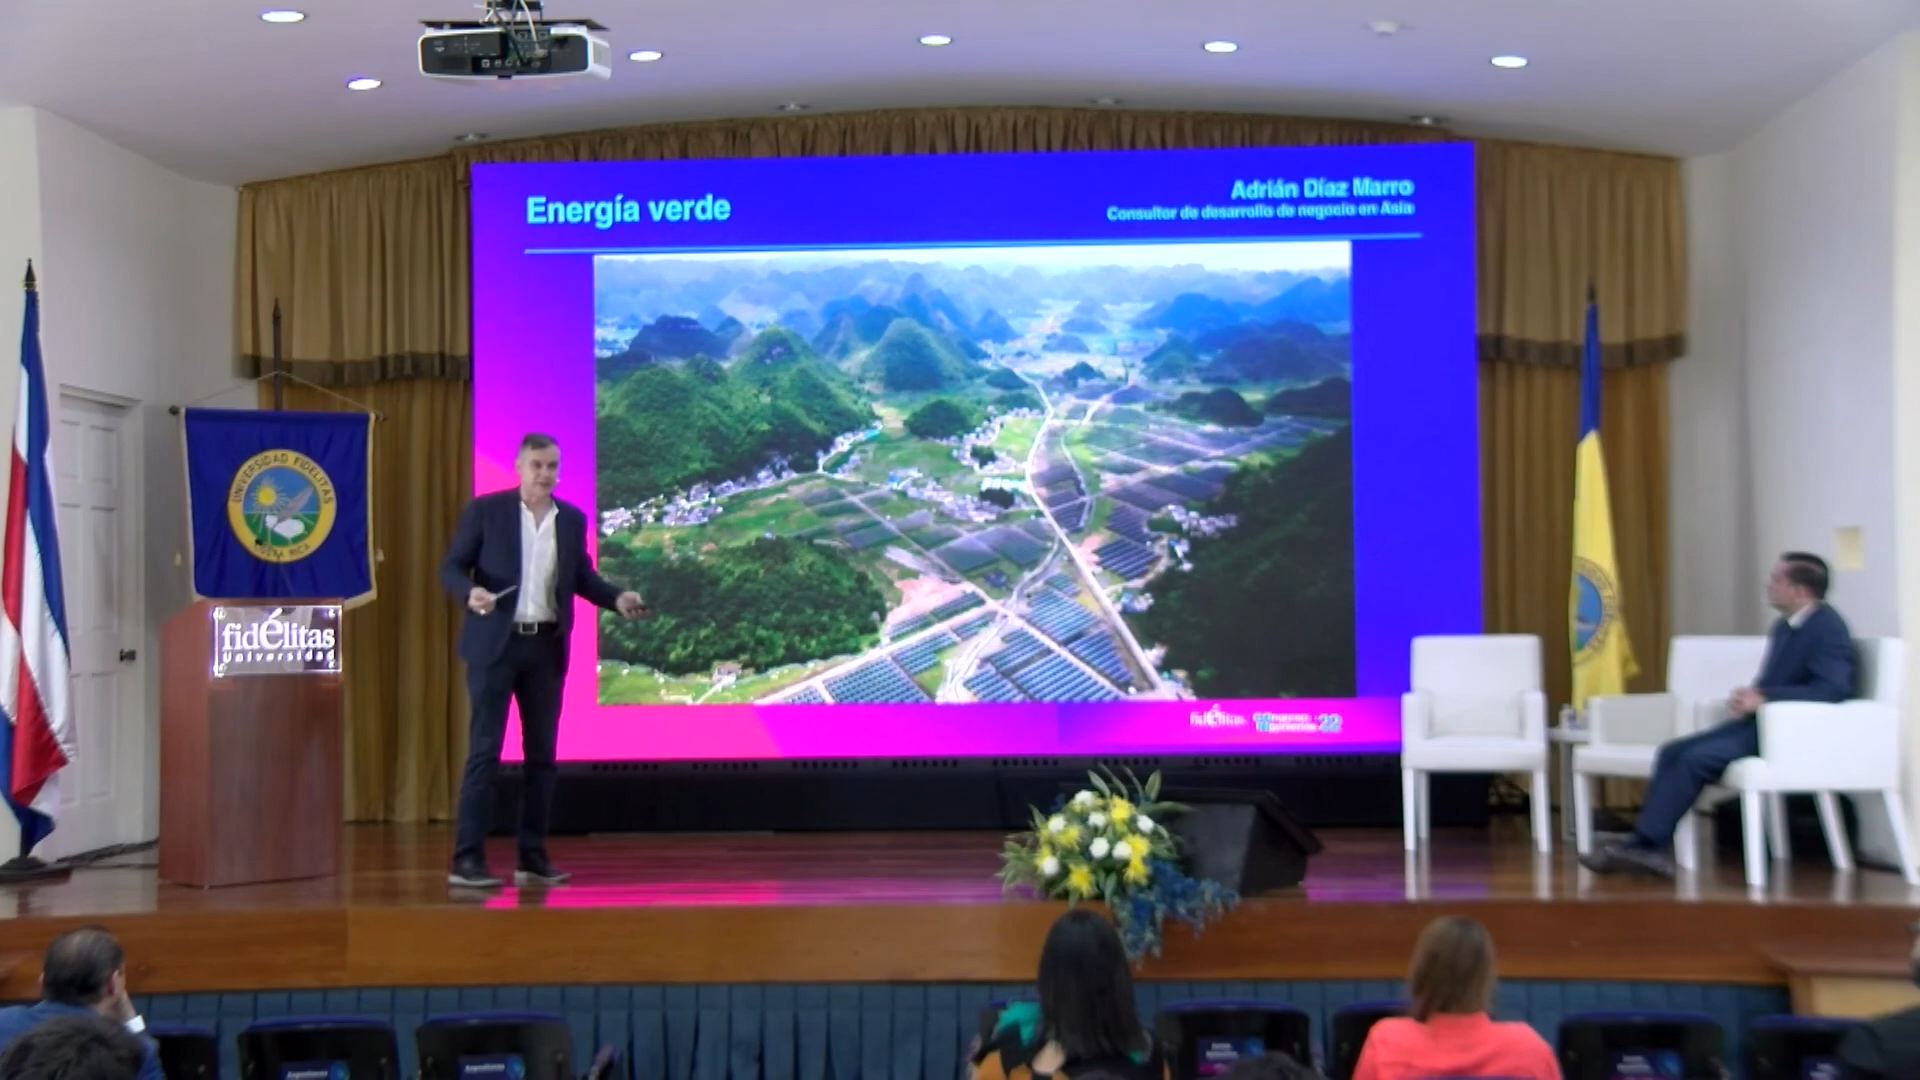 Energía verde
Adrián Díaz Marro
Consultor de desarrollo de negocio en Asia
UNIVERSIDAD FIDELITAS
COSTA RICA
fidélitas
Universidad
fidélitas
22